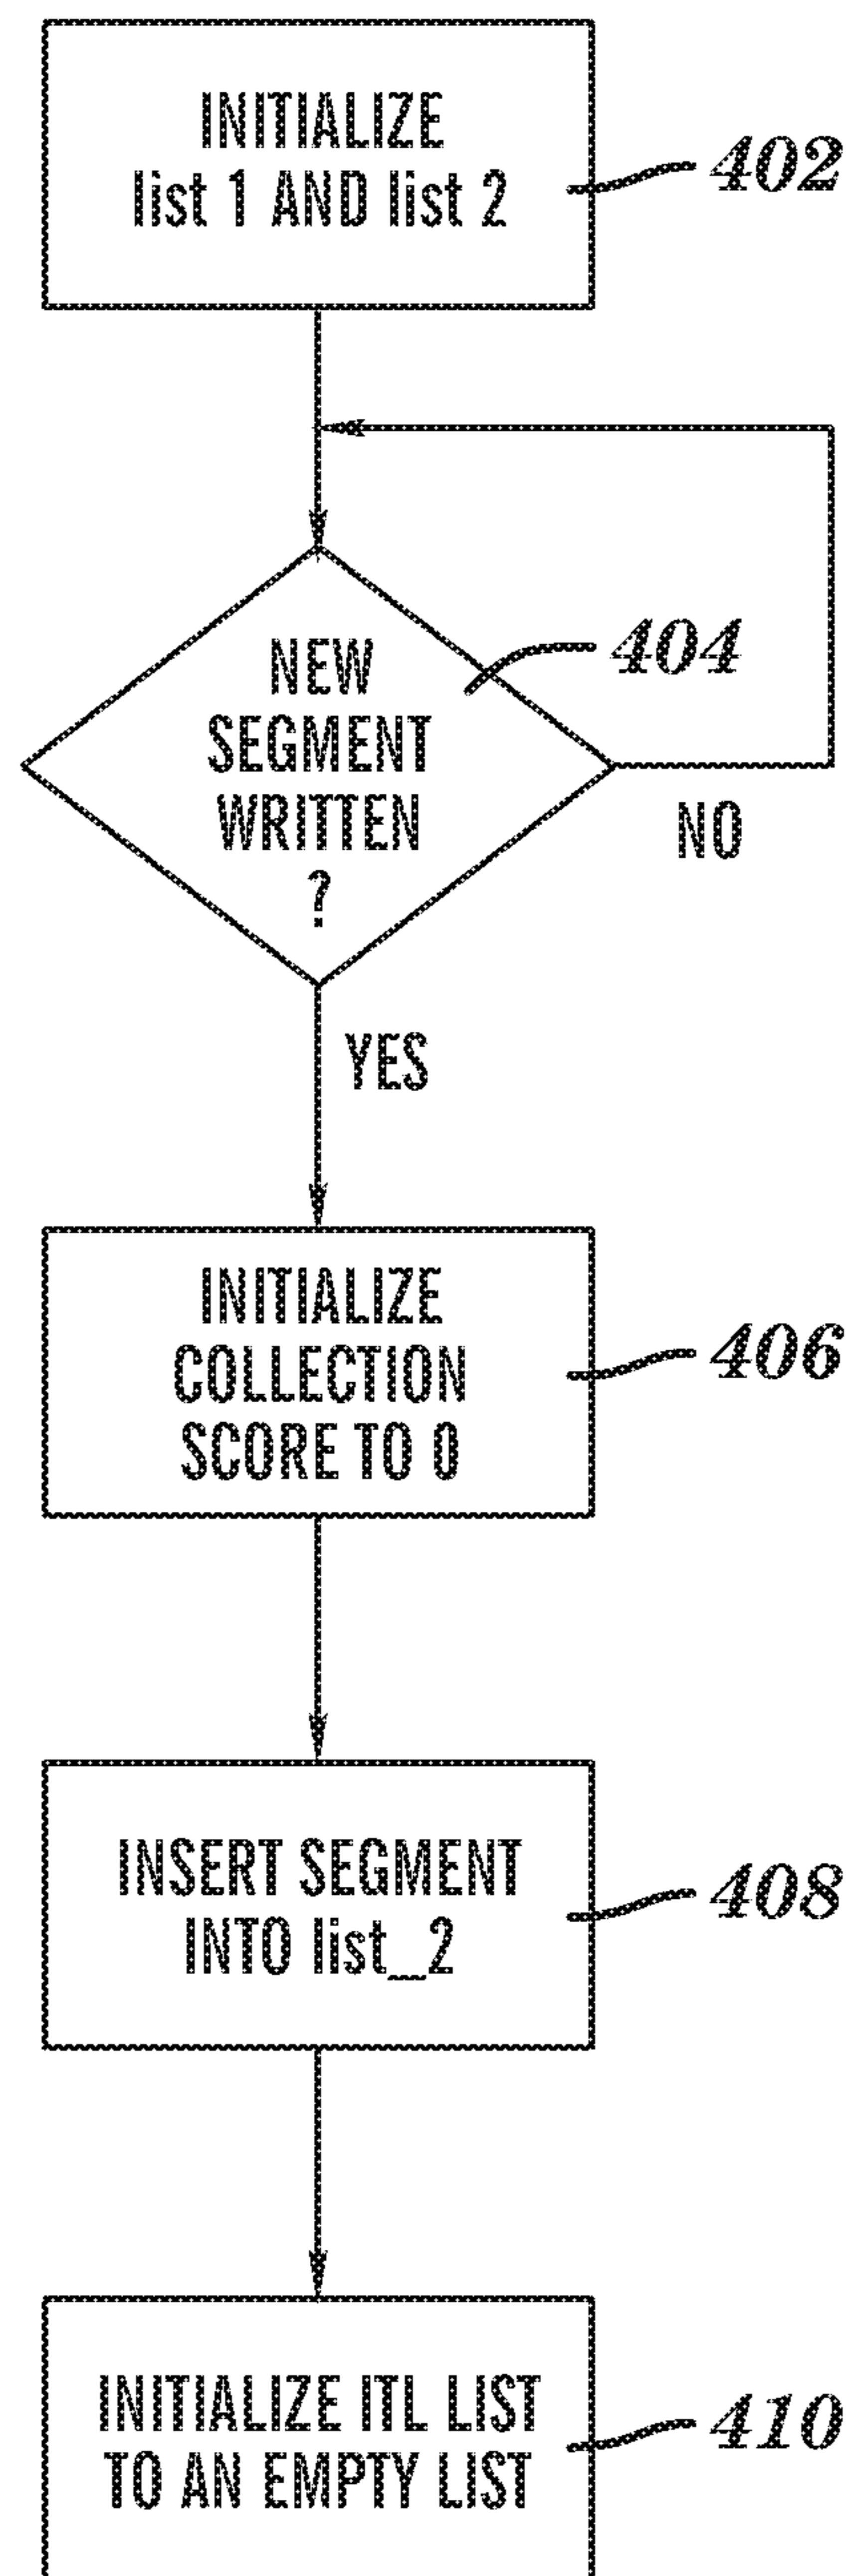 INITIALIZE
list 1 AND list 2
402
NEW
SEGMENT
WRITTEN
?
404
NO
YES
INITIALIZE
COLLECTION
SCORE TO 0
406
INSERT SEGMENT
INTO list_2
408
INITIALIZE ITL LIST
TO AN EMPTY LIST
410